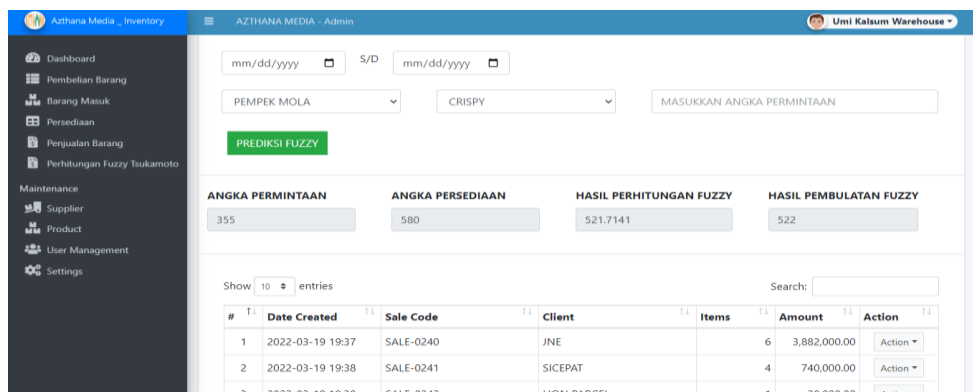 Azthana Media _ Inventory
AZTHANA MEDIA - Admin
Umi Kalsum Warehouse
Dashboard
Pembelian Barang
Barang Masuk
Persediaan
Penjualan Barang
Perhitungan Fuzzy Tsukamoto
Maintenance
Supplier
Product
User Management
Settings
mm/dd/yyyy S/D mm/dd/yyyy
PEMPEK MOLA CRISPY MASUKKAN ANGKA PERMINTAAN
PREDIKSI FUZZY
ANGKA PERMINTAAN ANGKA PERSEDIAAN HASIL PERHITUNGAN FUZZY HASIL PEMBULATAN FUZZY
355 580 521.7141 522
Show 10 entries Search:
# Date Created Sale Code Client Items Amount Action
1 2022-03-19 19:37 SALE-0240 JNE 6 3,882,000.00 Action
2 2022-03-19 19:38 SALE-0241 SICEPAT 4 740,000.00 Action